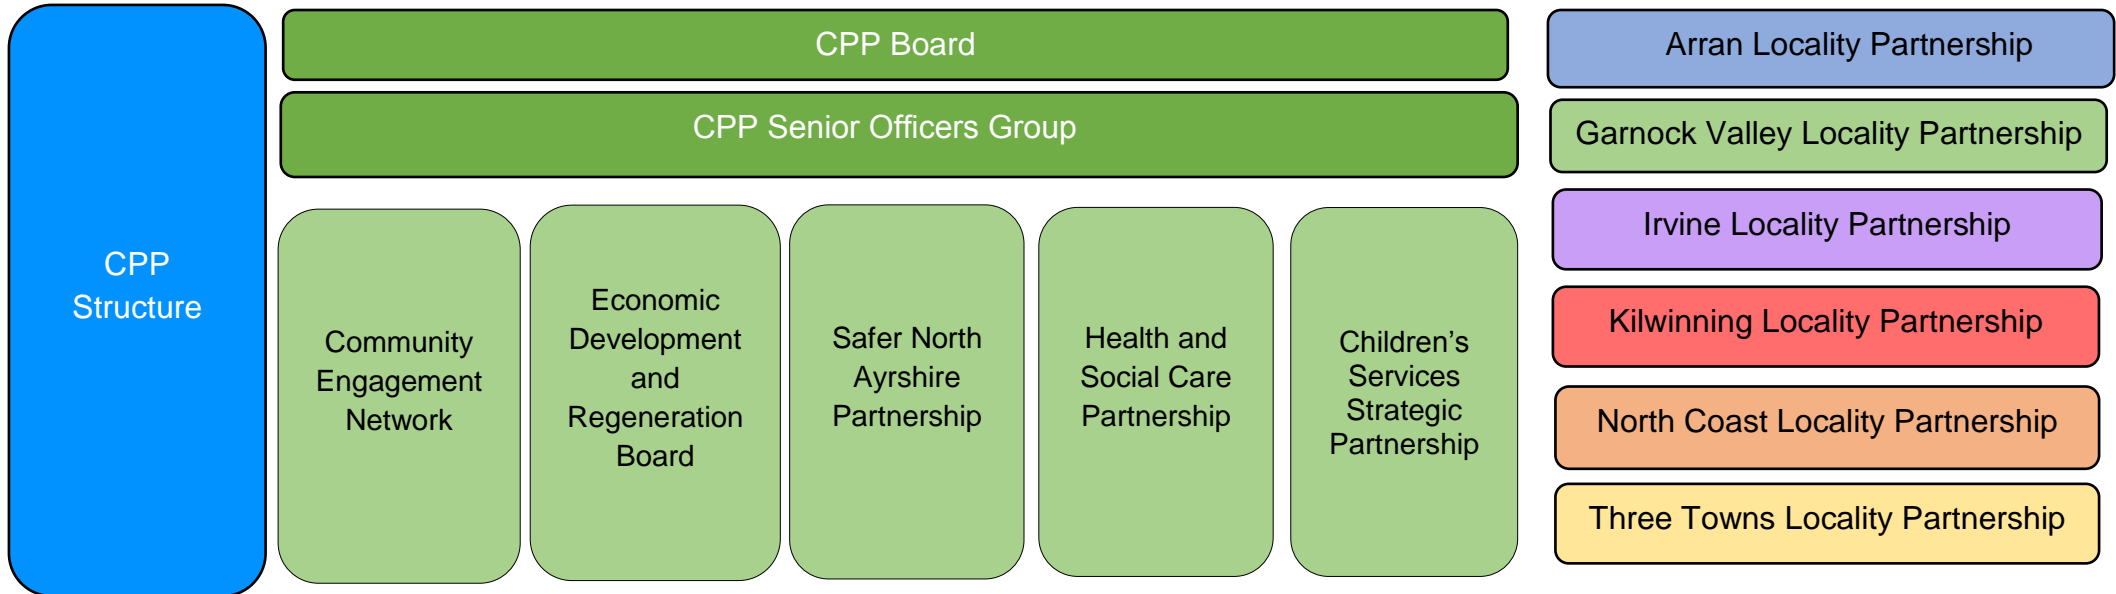 CPP
Structure
CPP Board
CPP Senior Officers Group
Community
Engagement
Network
Economic
Development
and
Regeneration
Board
Safer North
Ayrshire
Partnership
Health and
Social Care
Partnership
Children’s
Services
Strategic
Partnership
Arran Locality Partnership
Garnock Valley Locality Partnership
Irvine Locality Partnership
Kilwinning Locality Partnership
North Coast Locality Partnership
Three Towns Locality Partnership